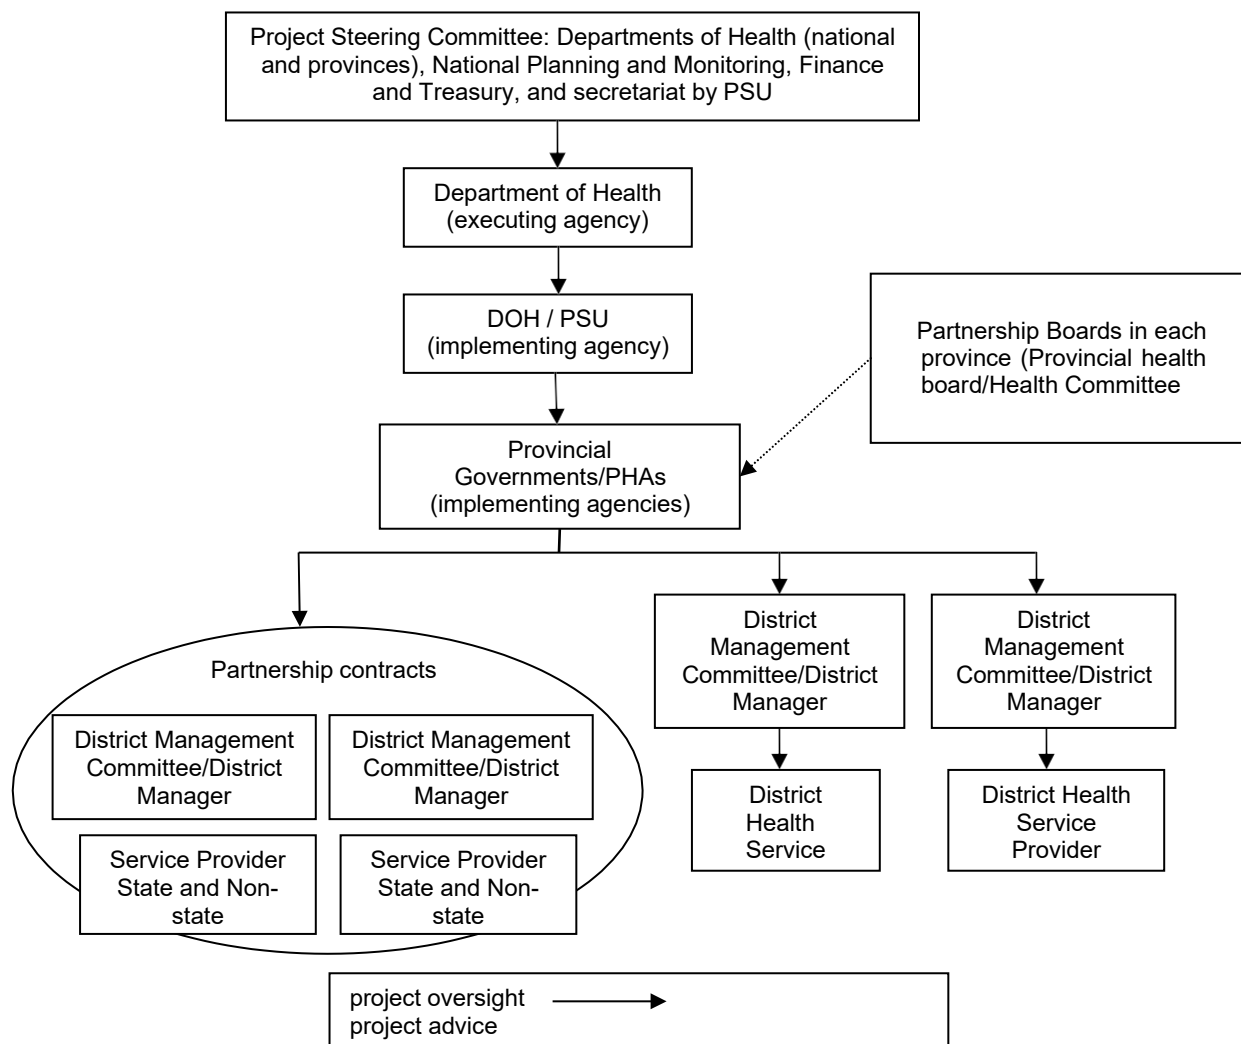 Project Steering Committee: Departments of Health (national
and provinces), National Planning and Monitoring, Finance
and Treasury, and secretariat by PSU
Department of Health
(executing agency)
DOH / PSU
(implementing agency)
Partnership Boards in each
province (Provincial health
board/Health Committee
Provincial
Governments/PHAs
(implementing agencies)
Partnership contracts
District Management
Committee/District
Manager
District Management
Committee/District
Manager
Service Provider
State and Non-
state
Service Provider
State and Non-
state
District
Management
Committee/District
Manager
District
Management
Committee/District
Manager
District
Health
Service
District Health
Service
Provider
project oversight
project advice